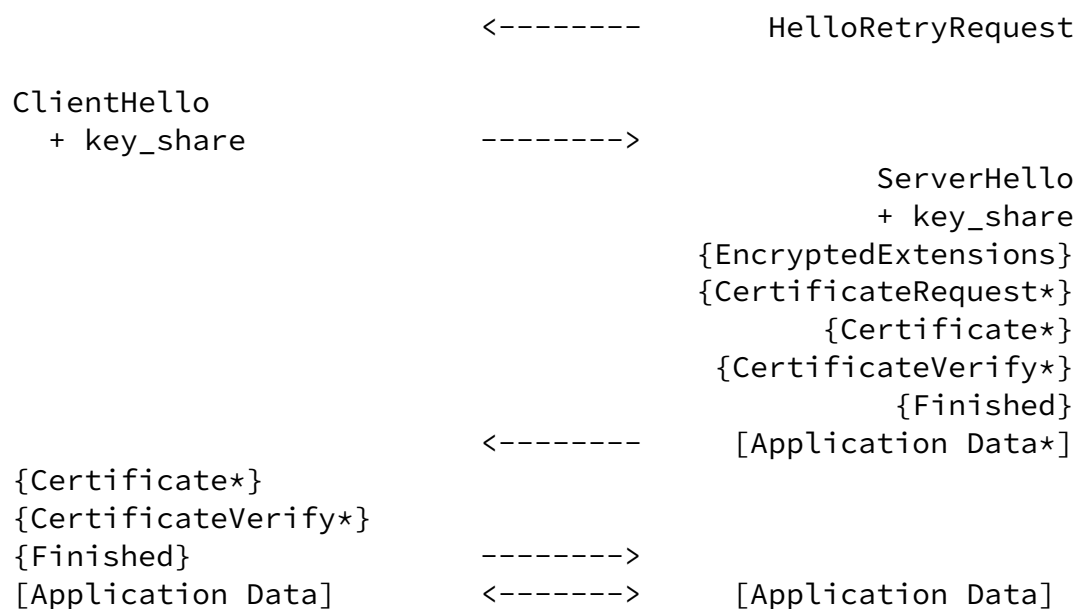 <--------       HelloRetryRequest
ClientHello
+ key_share             -------->
ServerHello
+ key_share
{EncryptedExtensions}
{CertificateRequest*}
{Certificate*}
{CertificateVerify*}
{Finished}
<--------     [Application Data*]
{Certificate*}
{CertificateVerify*}
{Finished}              -------->
[Application Data]      <------->     [Application Data]